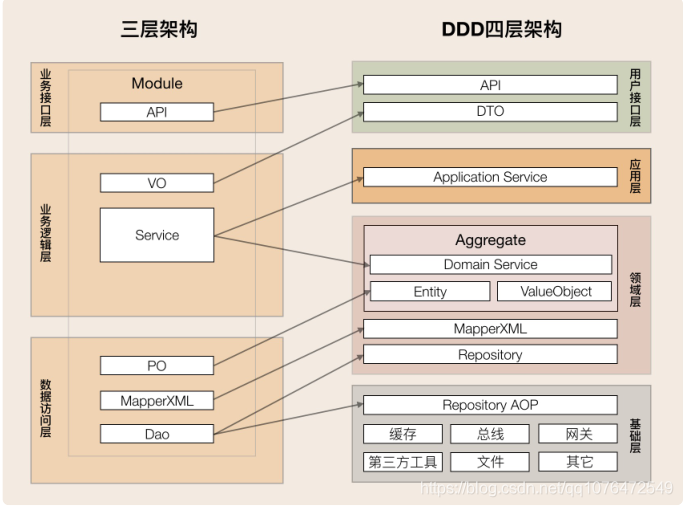 三层架构
DDD四层架构
业务接口层
Module
API
业务逻辑层
VO
Service
数据访问层
PO
MapperXML
Dao
API
DTO
用户接口层
Application Service
应用层
Aggregate
Domain Service
Entity
ValueObject
MapperXML
Repository
领域层
Repository AOP
缓存
总线
网关
第三方工具
文件
其它
基础层
https://blog.csdn.net/qq1076472549